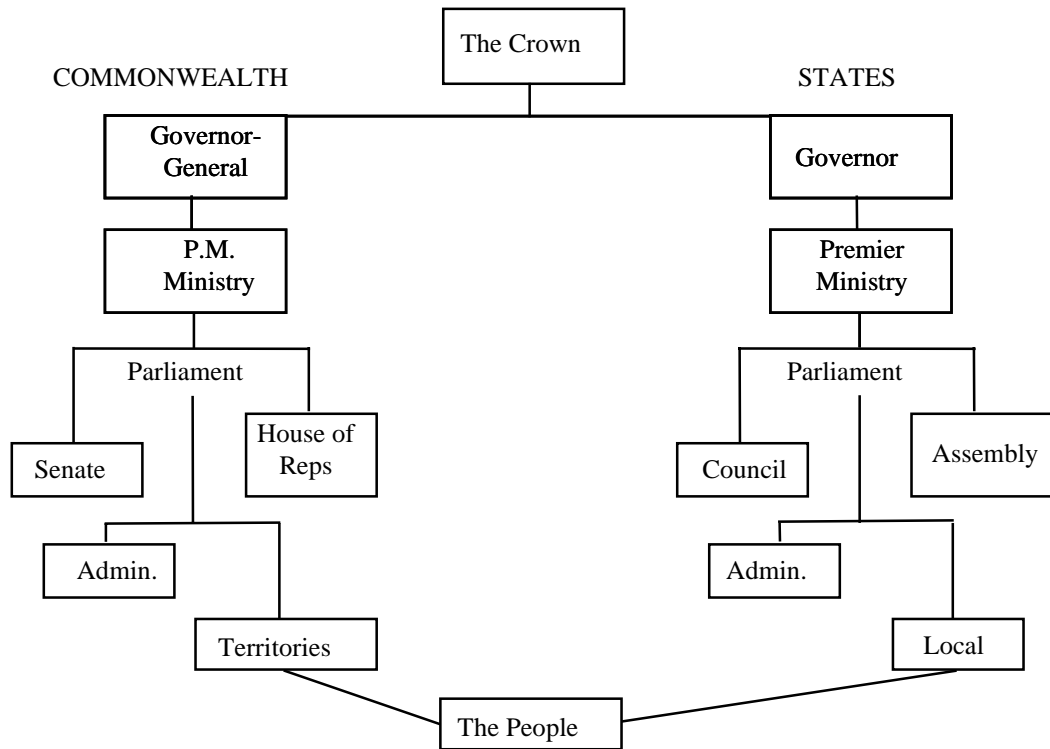 The Crown
COMMONWEALTH
STATES
Governor-
General
Governor
P.M.
Ministry
Premier
Ministry
Parliament
Parliament
Senate
House of
Reps
Council
Assembly
Admin.
Admin.
Territories
Local
The People